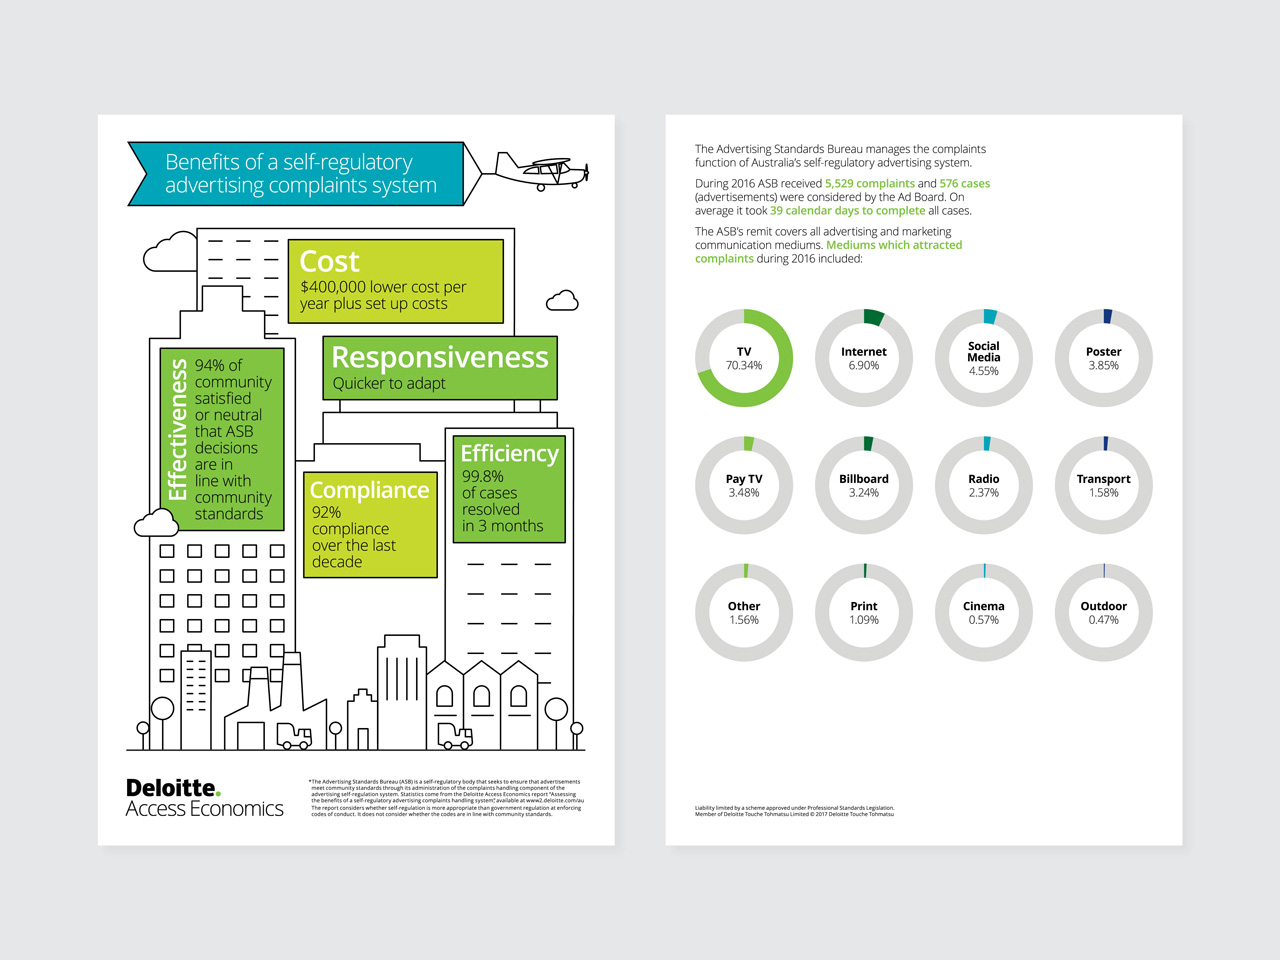 Benefits of a self-regulatory
advertising complaints system
Cost
$400,000 lower cost per
year plus set up costs
Responsiveness
Quicker to adapt
Effectiveness
94% of
community
satisfied
or neutral
that ASB
decisions
are in
line with
community
standards
Efficiency
99.8%
of cases
resolved
in 3 months
Compliance
92%
compliance
over the last
decade
Deloitte.
Access Economics
*The Advertising Standards Bureau (ASB) is a self-regulatory body that seeks to ensure that advertisements
meet community standards through its administration of the complaints handling component of the
advertising self-regulation system. Statistics come from the Deloitte Access Economics report "Assessing
the benefits of a self-regulatory advertising complaints handling system", available at www2.deloitte.com/au
The report considers whether self-regulation is more appropriate than government regulation at enforcing
codes of conduct. It does not consider whether the codes are in line with community standards.
The Advertising Standards Bureau manages the complaints
function of Australia's self-regulatory advertising system.
During 2016 ASB received 5,529 complaints and 576 cases
(advertisements) were considered by the Ad Board. On
average it took 39 calendar days to complete all cases.
The ASB's remit covers all advertising and marketing
communication mediums. Mediums which attracted
complaints during 2016 included:
TV
70.34%
Internet
6.90%
Social
Media
4.55%
Poster
3.85%
Pay TV
3.48%
Billboard
3.24%
Radio
2.37%
Transport
1.58%
Other
1.56%
Print
1.09%
Cinema
0.57%
Outdoor
0.47%
Liability limited by a scheme approved under Professional Standards Legislation.
Member of Deloitte Touche Tohmatsu Limited © 2017 Deloitte Touche Tohmatsu